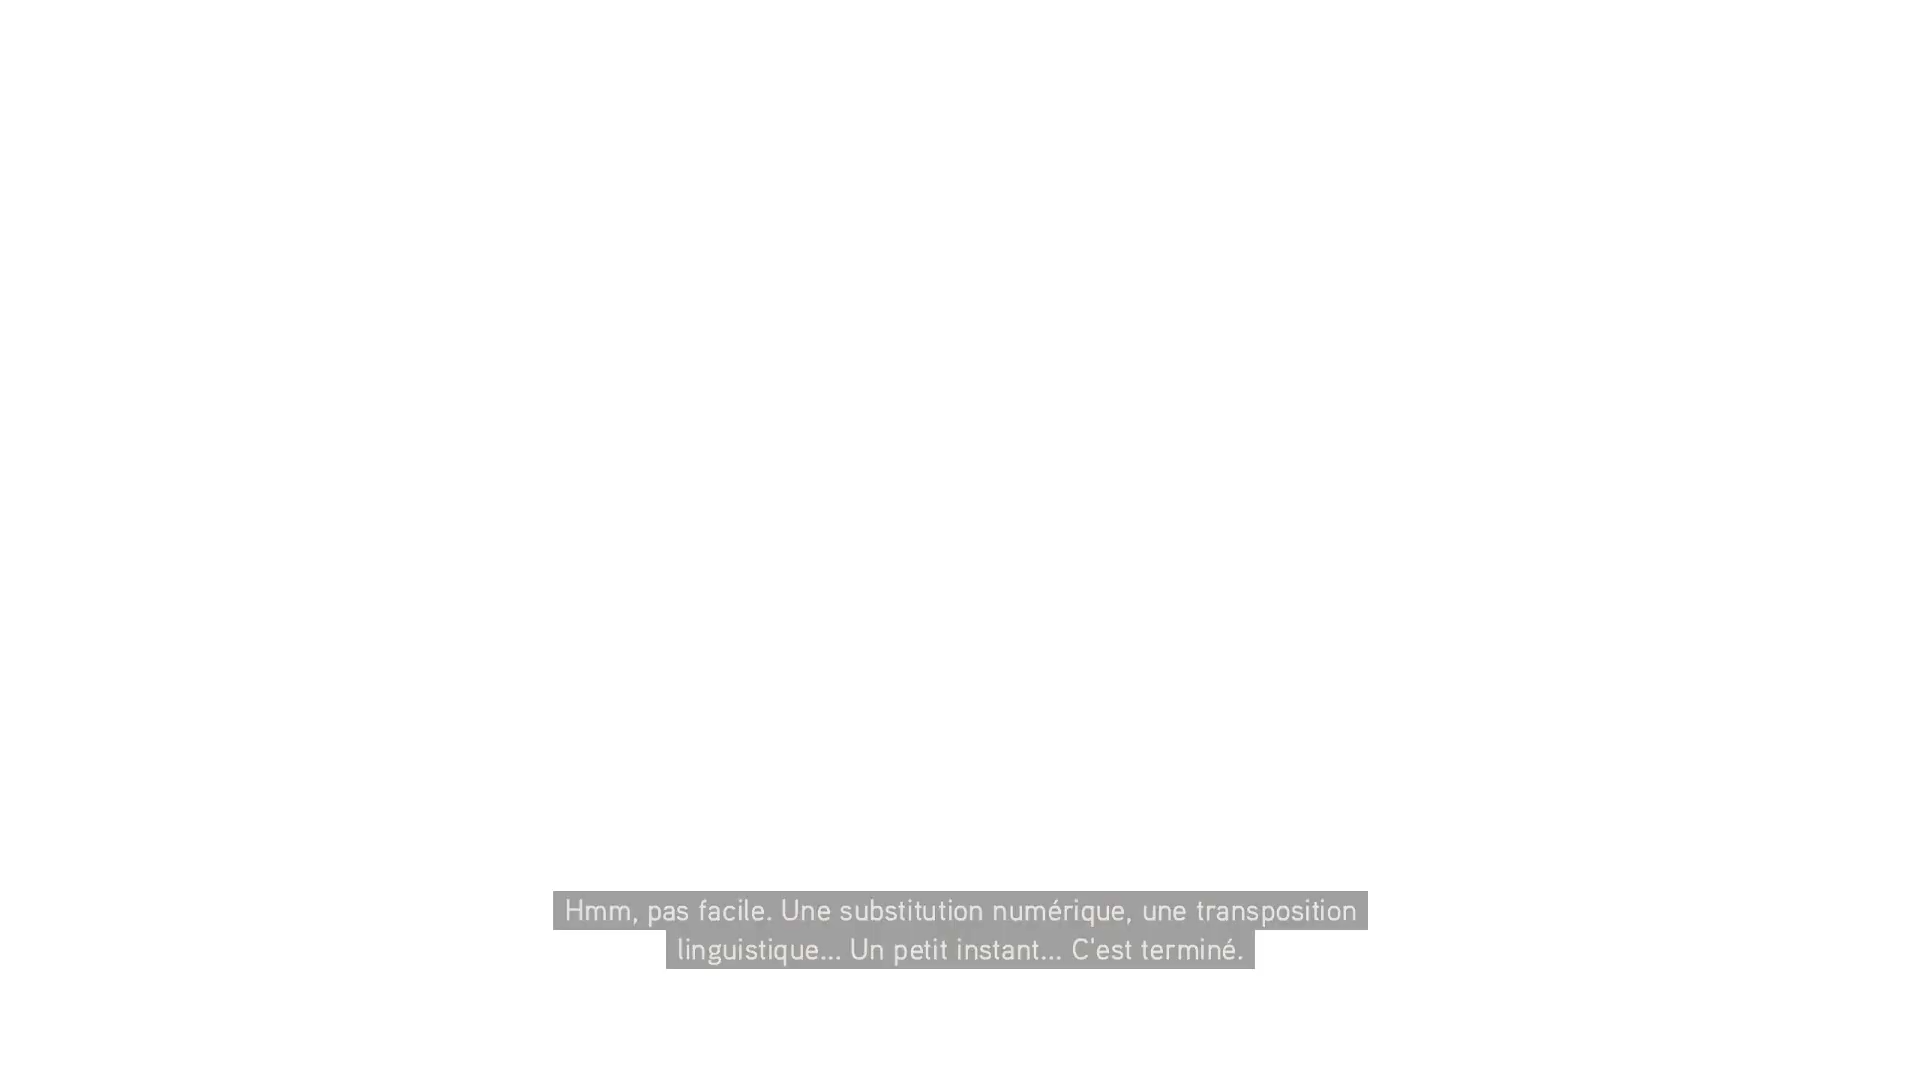 Hmm, pas facile. Une substitution numérique, une transposition
linguistique... Un petit instant... C'est terminé.